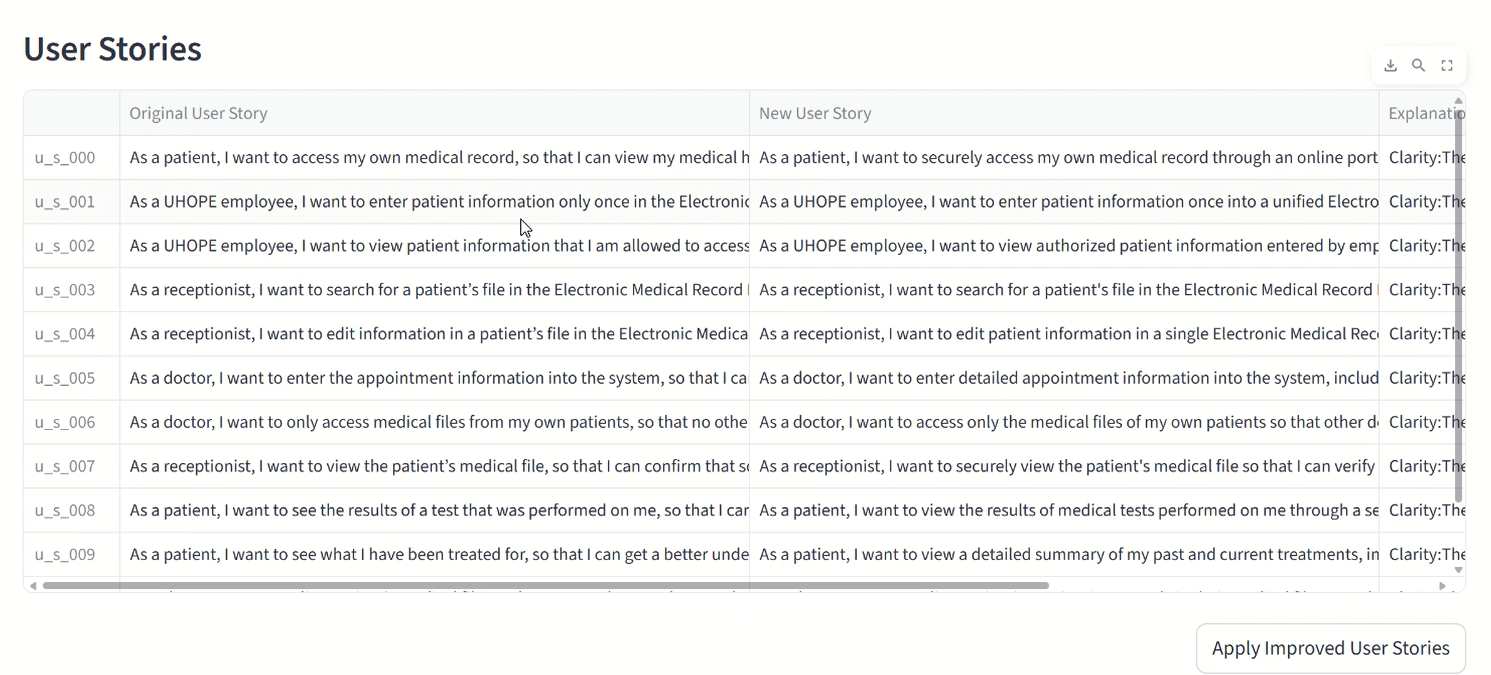 User Stories
Original User Story New User Story Explanatio
u_s_000 As a patient, I want to access my own medical record, so that I can view my medical h As a patient, I want to securely access my own medical record through an online port Clarity:The
u_s_001 As a UHOPE employee, I want to enter patient information only once in the Electronic As a UHOPE employee, I want to enter patient information once into a unified Electro Clarity:The
u_s_002 As a UHOPE employee, I want to view patient information that I am allowed to access As a UHOPE employee, I want to view authorized patient information entered by emp Clarity:The
u_s_003 As a receptionist, I want to search for a patient’s file in the Electronic Medical Record As a receptionist, I want to search for a patient's file in the Electronic Medical Record Clarity:The
u_s_004 As a receptionist, I want to edit information in a patient’s file in the Electronic Medica As a receptionist, I want to edit patient information in a single Electronic Medical Rec Clarity:The
u_s_005 As a doctor, I want to enter the appointment information into the system, so that I ca As a doctor, I want to enter detailed appointment information into the system, includ Clarity:The
u_s_006 As a doctor, I want to only access medical files from my own patients, so that no othe As a doctor, I want to access only the medical files of my own patients so that other d Clarity:The
u_s_007 As a receptionist, I want to view the patient’s medical file, so that I can confirm that so As a receptionist, I want to securely view the patient's medical file so that I can verify Clarity:The
u_s_008 As a patient, I want to see the results of a test that was performed on me, so that I can As a patient, I want to view the results of medical tests performed on me through a se Clarity:The
u_s_009 As a patient, I want to see what I have been treated for, so that I can get a better unde As a patient, I want to view a detailed summary of my past and current treatments, in Clarity:The
Apply Improved User Stories